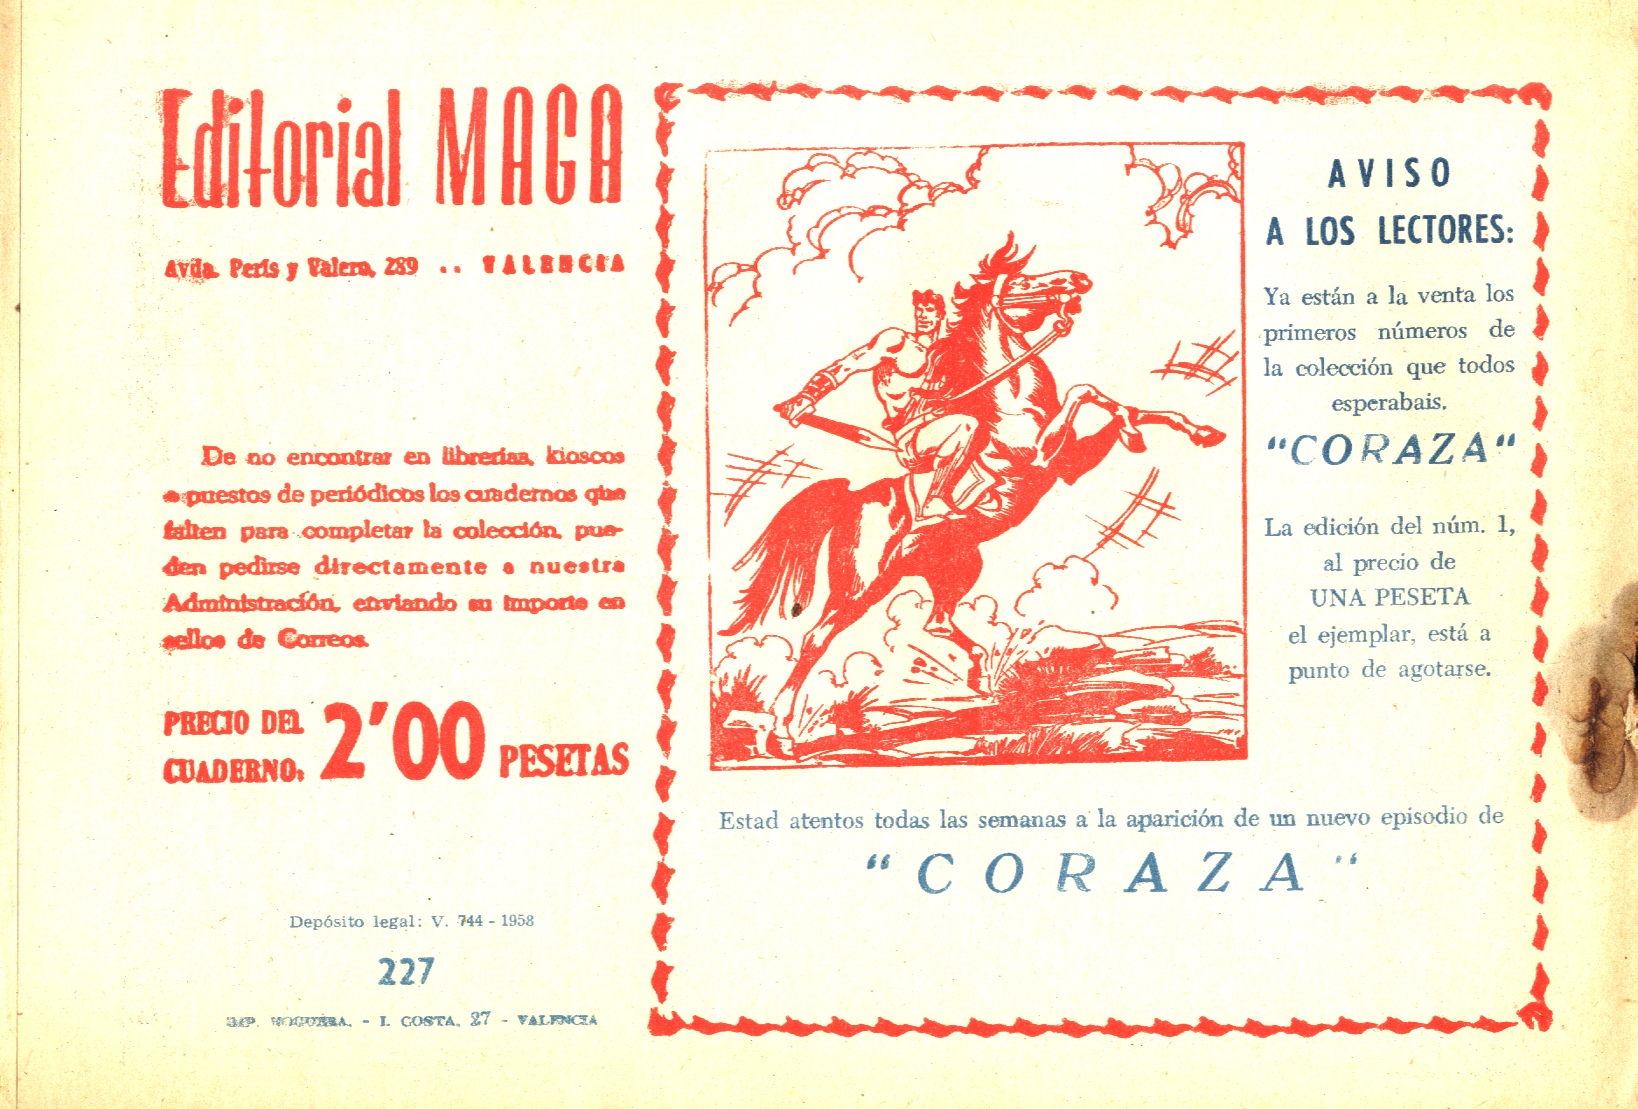 Editorial MAGA
Avda. Peris y Valero, 289 .. VALENCIA
De no encontrar en librerías, kioscos
o puestos de periódicos los cuadernos que
falten para completar la colección, pue-
den pedirse directamente a nuestra
Administración, enviando su importe en
sellos de Correos.
PRECIO DEL
CUADERNO: 2'00 PESETAS
Depósito legal: V. 744 - 1958
227
IMP. NOGUERA. - I. COSTA, 27 - VALENCIA
AVISO
A LOS LECTORES:
Ya están a la venta los
primeros números de
la colección que todos
esperabais.
"CORAZA"
La edición del núm. 1,
al precio de
UNA PESETA
el ejemplar, está a
punto de agotarse.
Estad atentos todas las semanas a la aparición de un nuevo episodio de
"CORAZA"